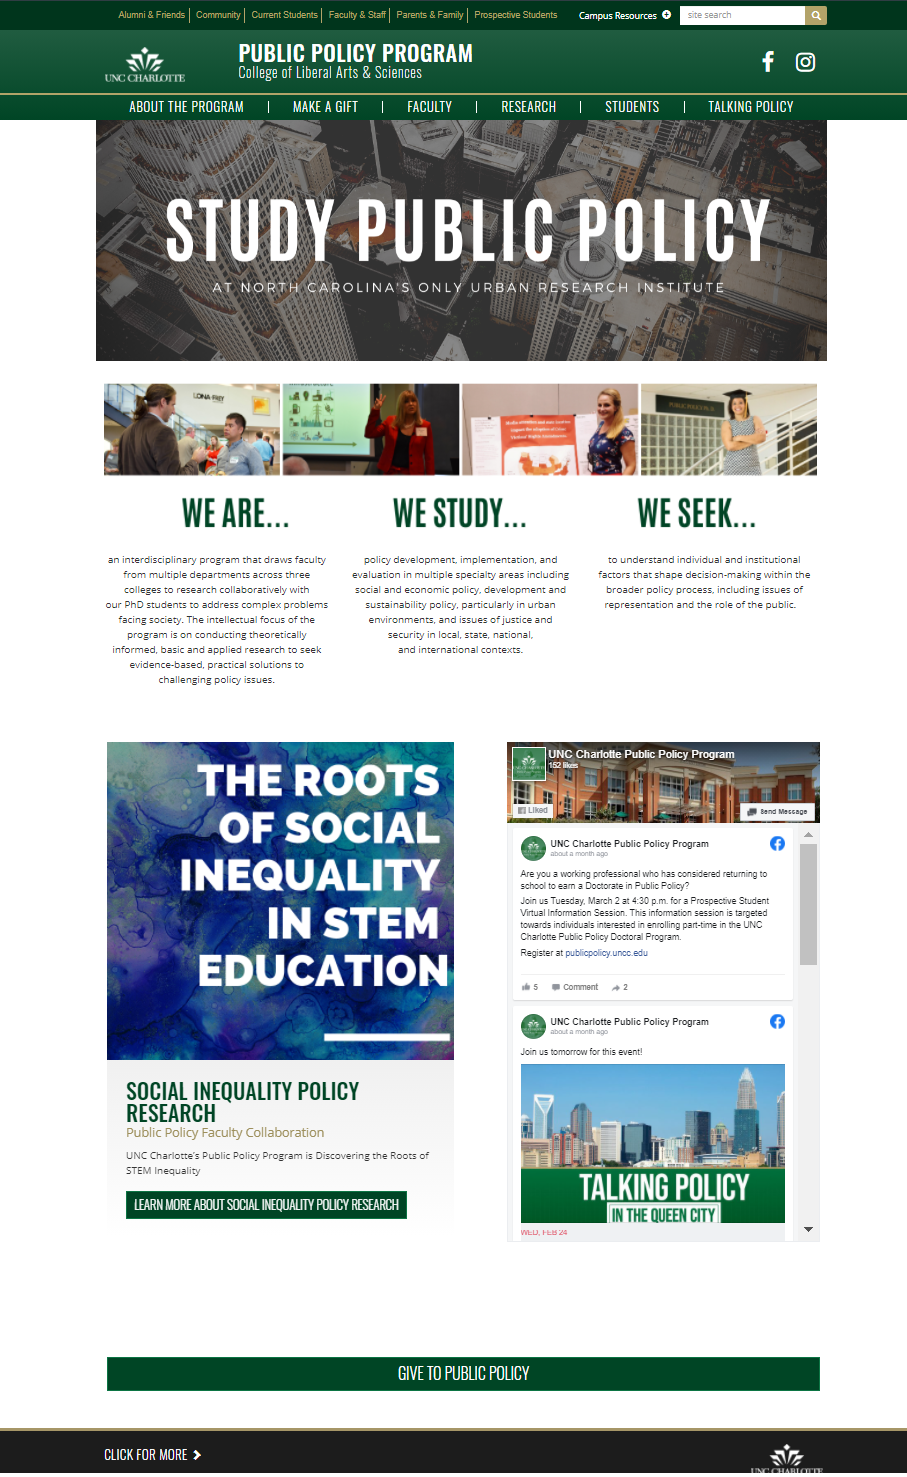 Alumni & Friends Community Current Students Faculty & Staff Parents & Family Prospective Students Campus Resources site search
PUBLIC POLICY PROGRAM
College of Liberal Arts & Sciences
UNC CHARLOTTE
ABOUT THE PROGRAM | MAKE A GIFT | FACULTY | RESEARCH | STUDENTS | TALKING POLICY
STUDY PUBLIC POLICY
AT NORTH CAROLINA'S ONLY URBAN RESEARCH INSTITUTE
WE ARE...
an interdisciplinary program that draws faculty
from multiple departments across three
colleges to research collaboratively with
our PhD students to address complex problems
facing society. The intellectual focus of the
program is on conducting theoretically
informed, basic and applied research to seek
evidence-based, practical solutions to
challenging policy issues.
WE STUDY...
policy development, implementation, and
evaluation in multiple specialty areas including
social and economic policy, development and
sustainability policy, particularly in urban
environments, and issues of justice and
security in local, state, national,
and international contexts.
WE SEEK...
to understand individual and institutional
factors that shape decision-making within the
broader policy process, including issues of
representation and the role of the public.
THE ROOTS
OF SOCIAL
INEQUALITY
IN STEM
EDUCATION
SOCIAL INEQUALITY POLICY
RESEARCH
Public Policy Faculty Collaboration
UNC Charlotte's Public Policy Program is Discovering the Roots of
STEM Inequality
LEARN MORE ABOUT SOCIAL INEQUALITY POLICY RESEARCH
UNC Charlotte Public Policy Program
152 likes
Liked
Send Message
UNC Charlotte Public Policy Program
about a month ago
Are you a working professional who has considered returning to
school to earn a Doctorate in Public Policy?
Join us Tuesday, March 2 at 4:30 p.m. for a Prospective Student
Virtual Information Session. This information session is targeted
towards individuals interested in enrolling part-time in the UNC
Charlotte Public Policy Doctoral Program.
Register at publicpolicy.uncc.edu
5 Comment 2
UNC Charlotte Public Policy Program
about a month ago
Join us tomorrow for this event!
TALKING POLICY
IN THE QUEEN CITY
WED, FEB 24
GIVE TO PUBLIC POLICY
CLICK FOR MORE
UNC CHARLOTTE